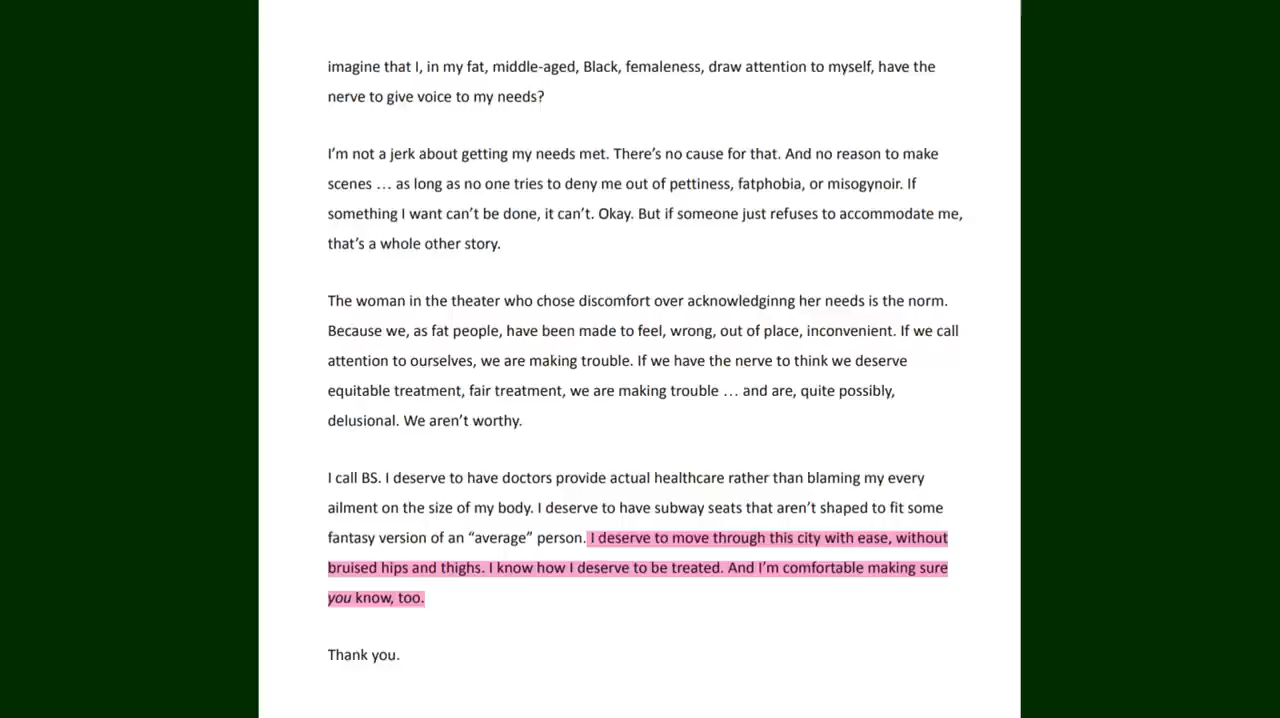 imagine that I, in my fat, middle-aged, Black, femaleness, draw attention to myself, have the
nerve to give voice to my needs?
I’m not a jerk about getting my needs met. There’s no cause for that. And no reason to make
scenes … as long as no one tries to deny me out of pettiness, fatphobia, or misogynoir. If
something I want can’t be done, it can’t. Okay. But if someone just refuses to accommodate me,
that’s a whole other story.
The woman in the theater who chose discomfort over acknowledginng her needs is the norm.
Because we, as fat people, have been made to feel, wrong, out of place, inconvenient. If we call
attention to ourselves, we are making trouble. If we have the nerve to think we deserve
equitable treatment, fair treatment, we are making trouble … and are, quite possibly,
delusional. We aren’t worthy.
I call BS. I deserve to have doctors provide actual healthcare rather than blaming my every
ailment on the size of my body. I deserve to have subway seats that aren’t shaped to fit some
fantasy version of an “average” person. I deserve to move through this city with ease, without
bruised hips and thighs. I know how I deserve to be treated. And I’m comfortable making sure
you know, too.
Thank you.